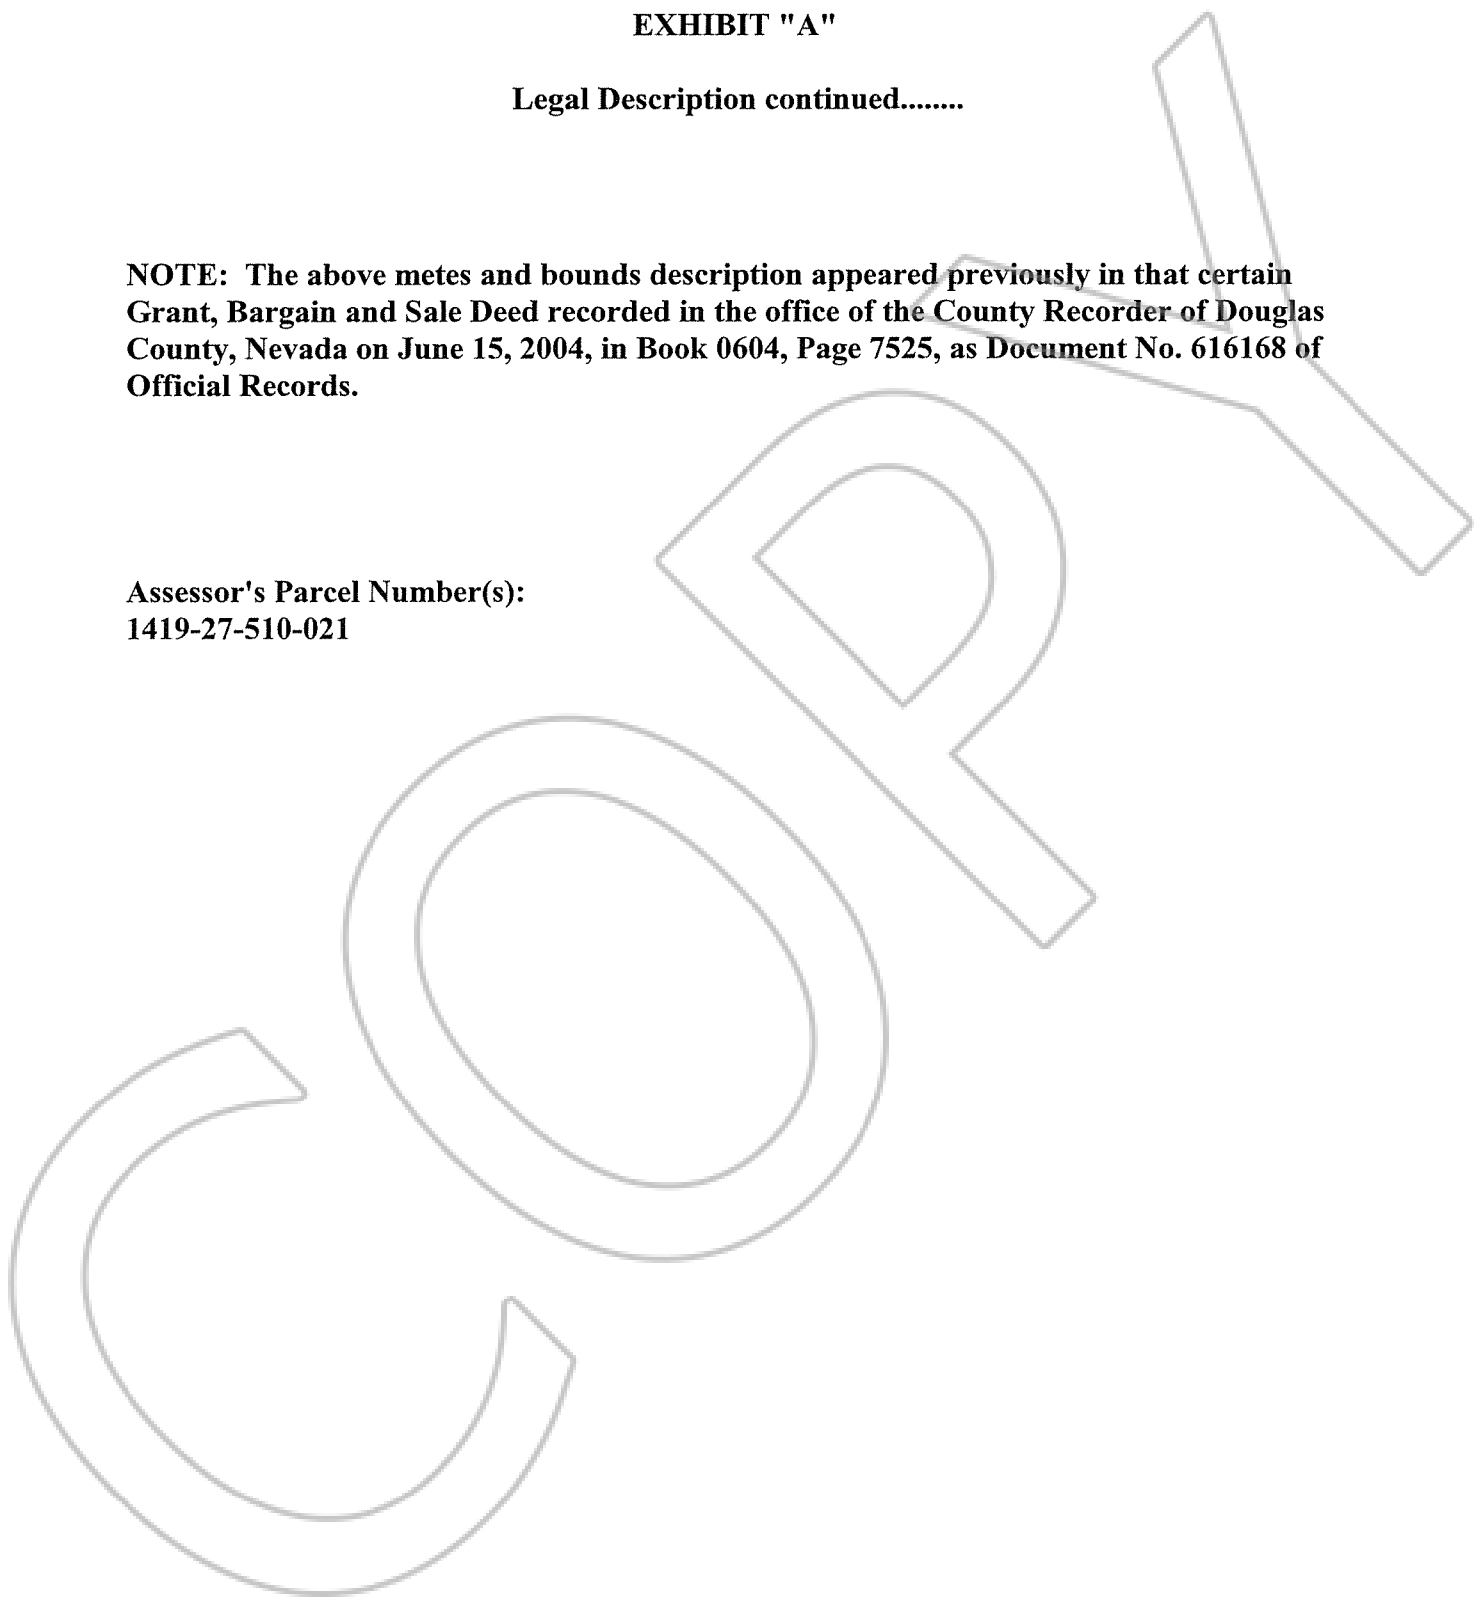 EXHIBIT "A"
Legal Description continued........
NOTE:  The above metes and bounds description appeared previously in that certain
Grant, Bargain and Sale Deed recorded in the office of the County Recorder of Douglas
County, Nevada on June 15, 2004, in Book 0604, Page 7525, as Document No. 616168 of
Official Records.
Assessor's Parcel Number(s):
1419-27-510-021
COPY